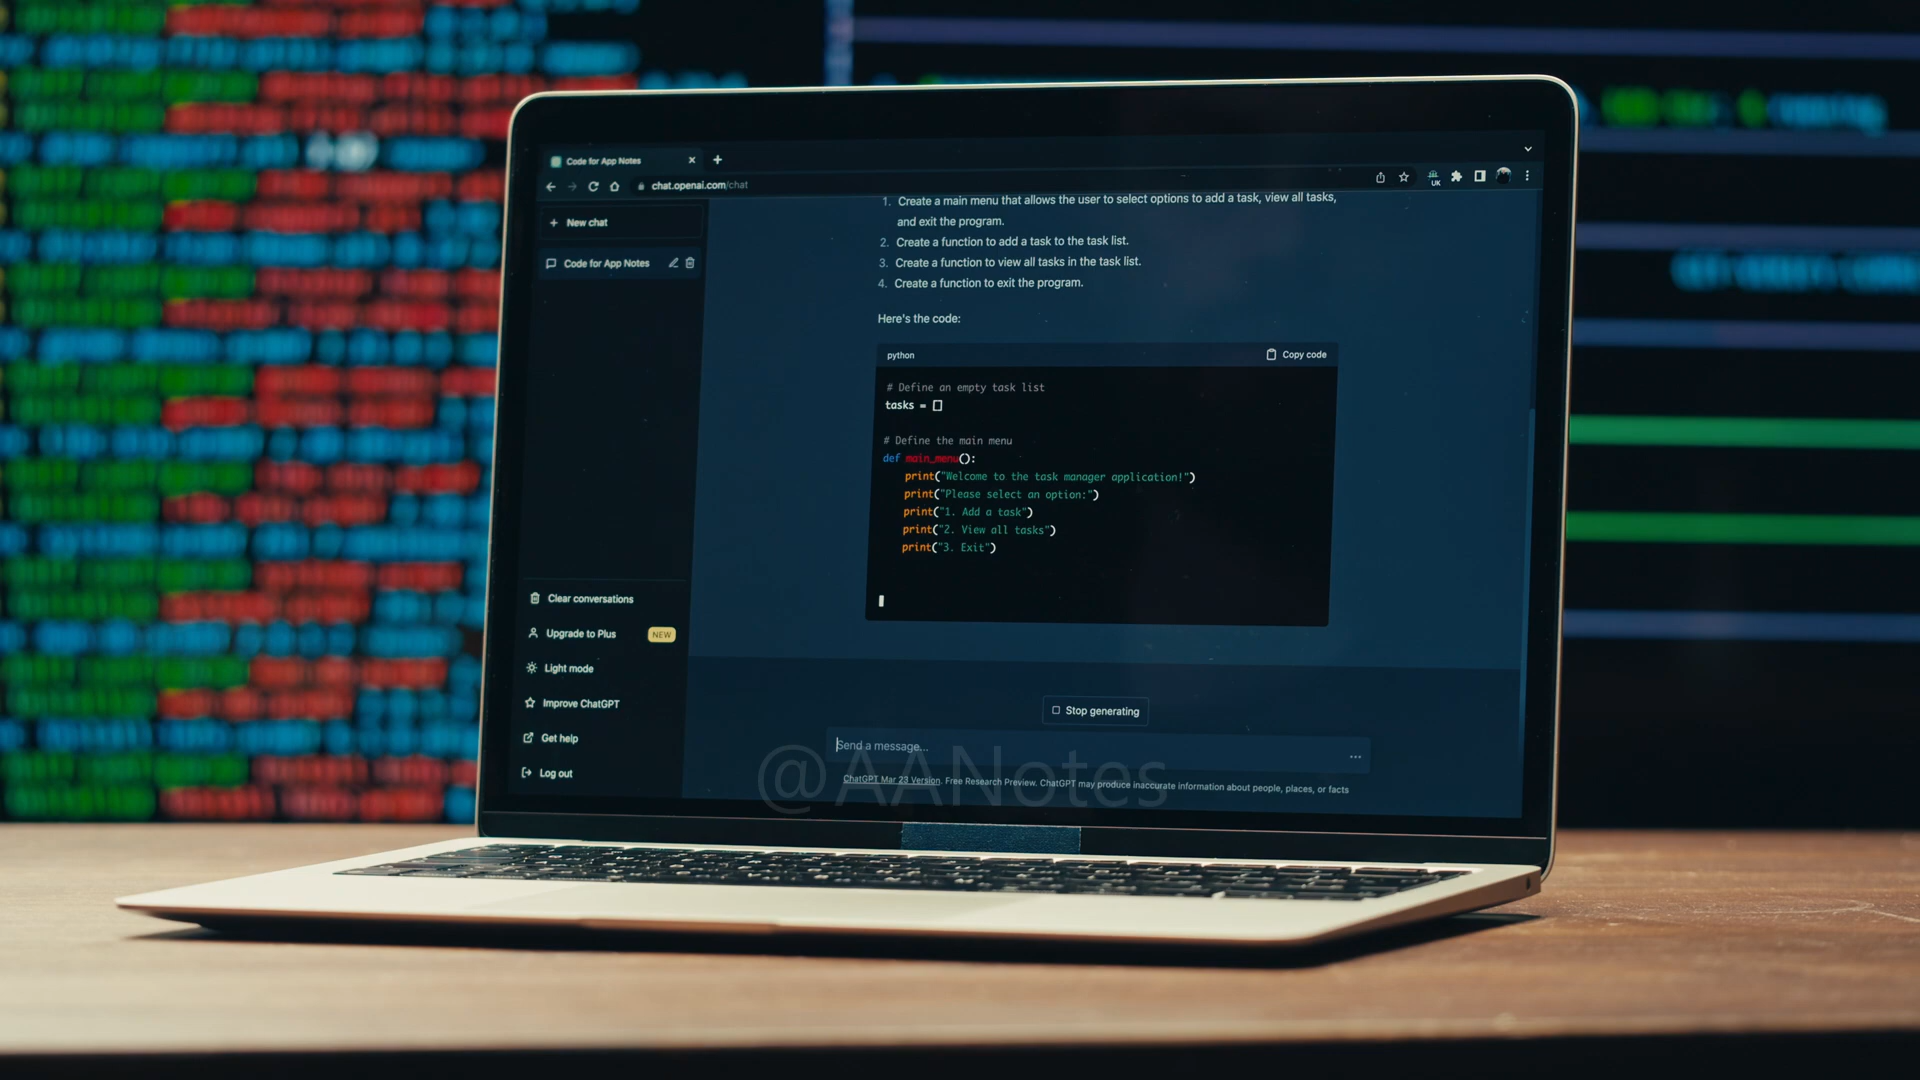 Code for App Notes
chat.openai.com/chat
UK
New chat
Code for App Notes
1. Create a main menu that allows the user to select options to add a task, view all tasks,
and exit the program.
2. Create a function to add a task to the task list.
3. Create a function to view all tasks in the task list.
4. Create a function to exit the program.
Here's the code:
python
Copy code
# Define an empty task list
tasks = []
# Define the main menu
def main_menu():
print("Welcome to the task manager application!")
print("Please select an option:")
print("1. Add a task")
print("2. View all tasks")
print("3. Exit")
Clear conversations
Upgrade to Plus NEW
Light mode
Improve ChatGPT
Get help
Log out
Stop generating
Send a message...
ChatGPT Mar 23 Version. Free Research Preview. ChatGPT may produce inaccurate information about people, places, or facts
@AANotes